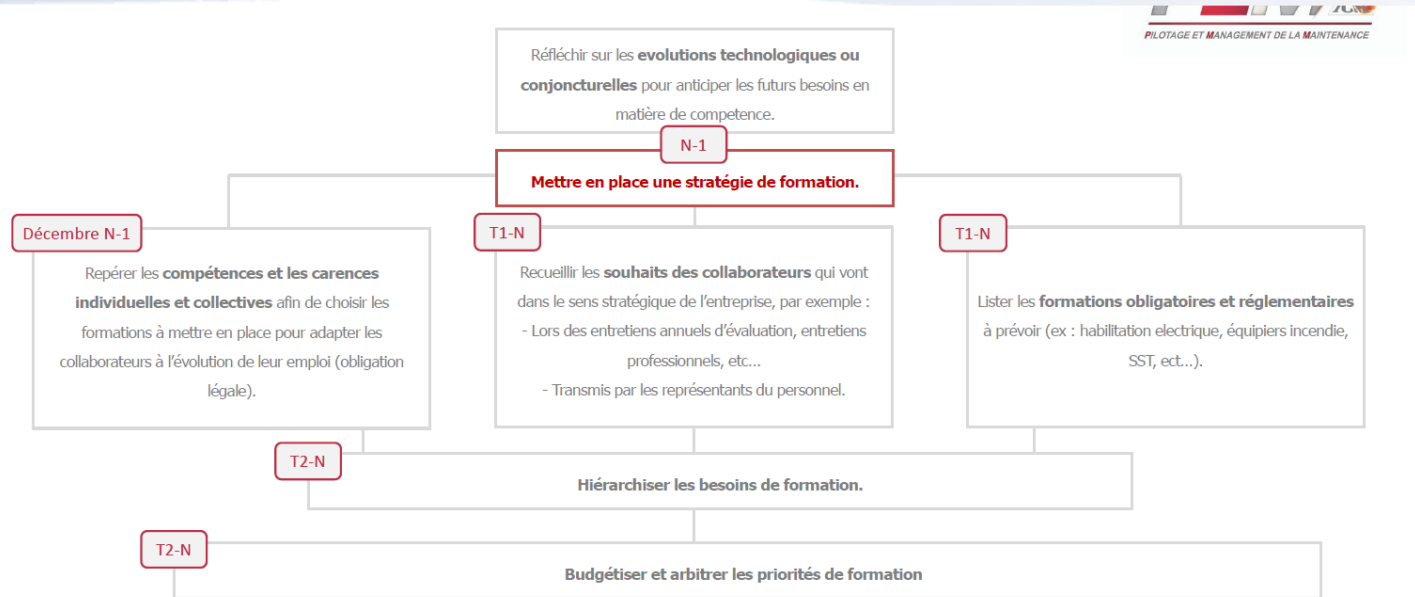 PILOTAGE ET MANAGEMENT DE LA MAINTENANCE
Réfléchir sur les evolutions technologiques ou
conjoncturelles pour anticiper les futurs besoins en
matière de competence.
N-1
Mettre en place une stratégie de formation.
Décembre N-1
Repérer les compétences et les carences
individuelles et collectives afin de choisir les
formations à mettre en place pour adapter les
collaborateurs à l'évolution de leur emploi (obligation
légale).
T1-N
Recueillir les souhaits des collaborateurs qui vont
dans le sens stratégique de l'entreprise, par exemple :
- Lors des entretiens annuels d'évaluation, entretiens
professionnels, etc...
- Transmis par les représentants du personnel.
T1-N
Lister les formations obligatoires et réglementaires
à prévoir (ex : habilitation electrique, équipiers incendie,
SST, ect...).
T2-N
Hiérarchiser les besoins de formation.
T2-N
Budgétiser et arbitrer les priorités de formation